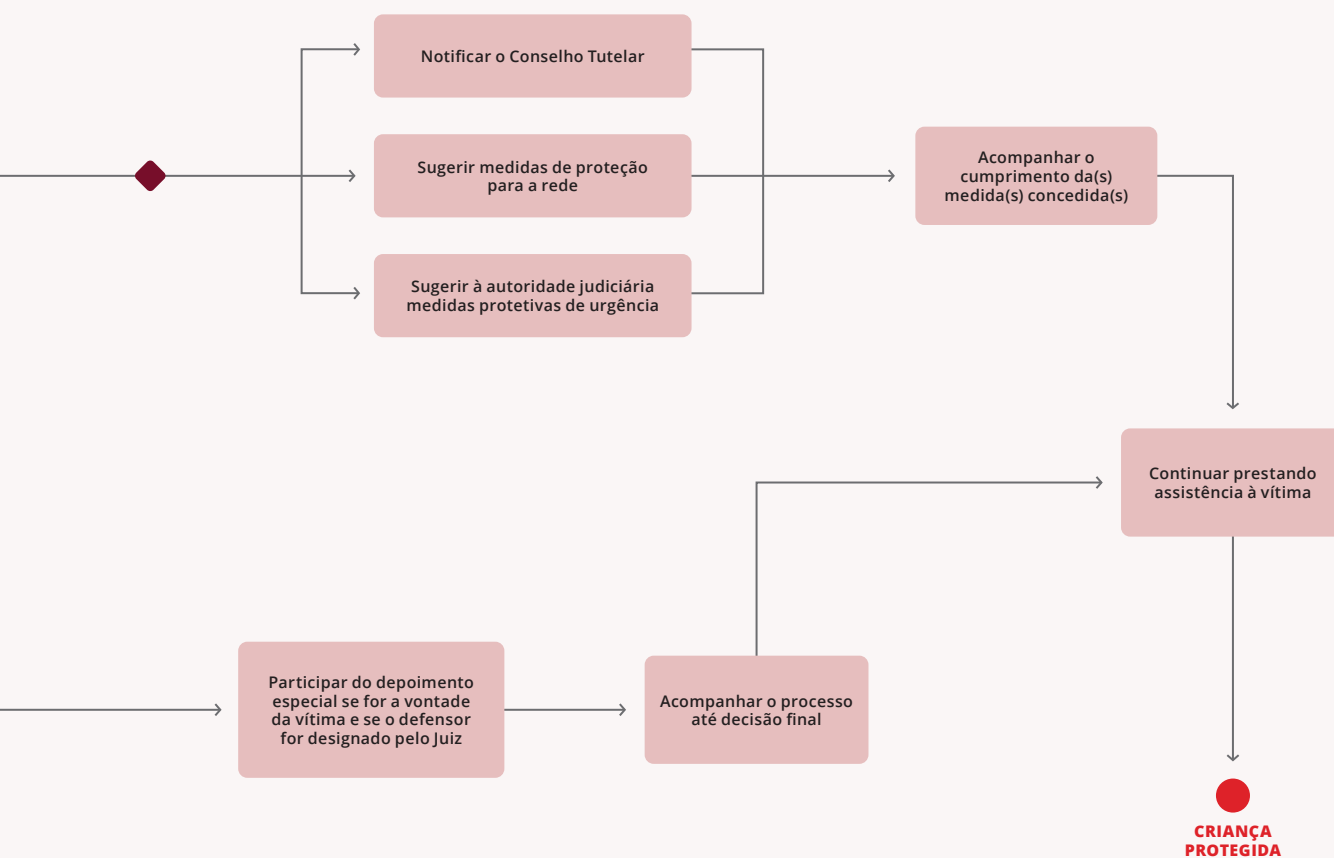 Notificar o Conselho Tutelar
Sugerir medidas de proteção
para a rede
Sugerir à autoridade judiciária
medidas protetivas de urgência
Acompanhar o
cumprimento da(s)
medida(s) concedida(s)
Continuar prestando
assistência à vítima
Participar do depoimento
especial se for a vontade
da vítima e se o defensor
for designado pelo Juiz
Acompanhar o processo
até decisão final
CRIANÇA
PROTEGIDA